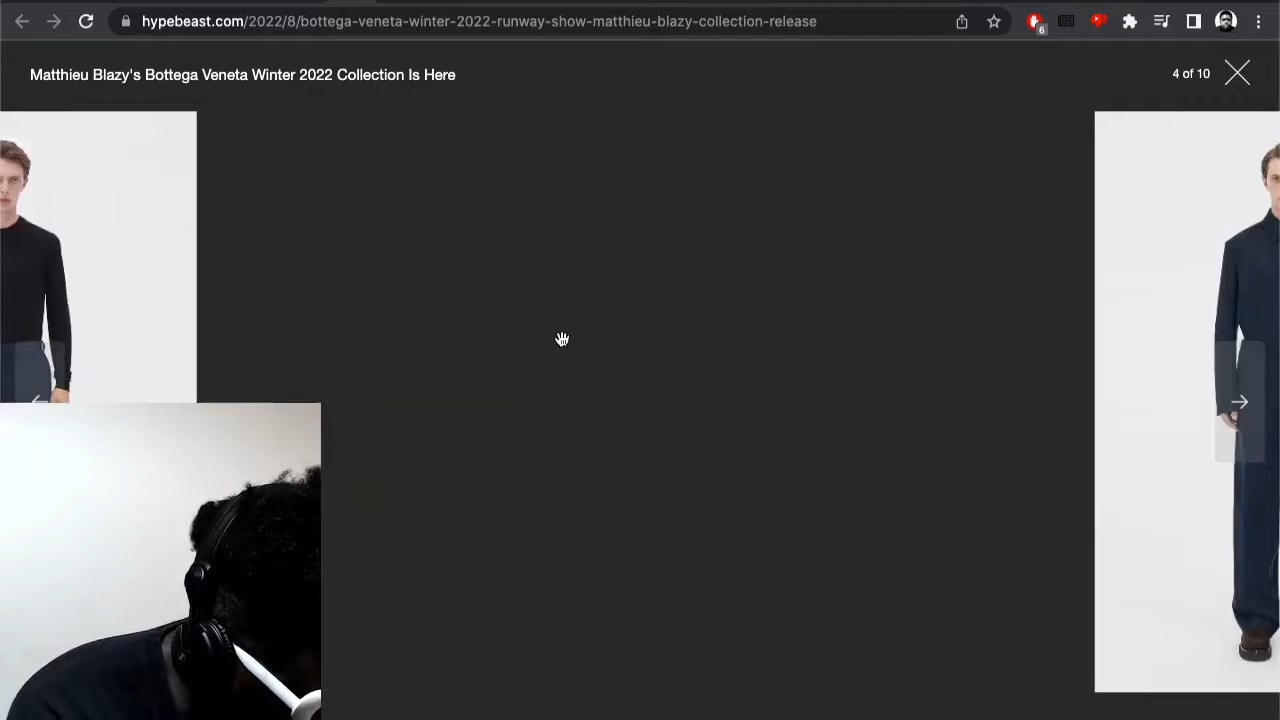 hypebeast.com/2022/8/bottega-veneta-winter-2022-runway-show-matthieu-blazy-collection-release
6
Matthieu Blazy's Bottega Veneta Winter 2022 Collection Is Here
4 of 10